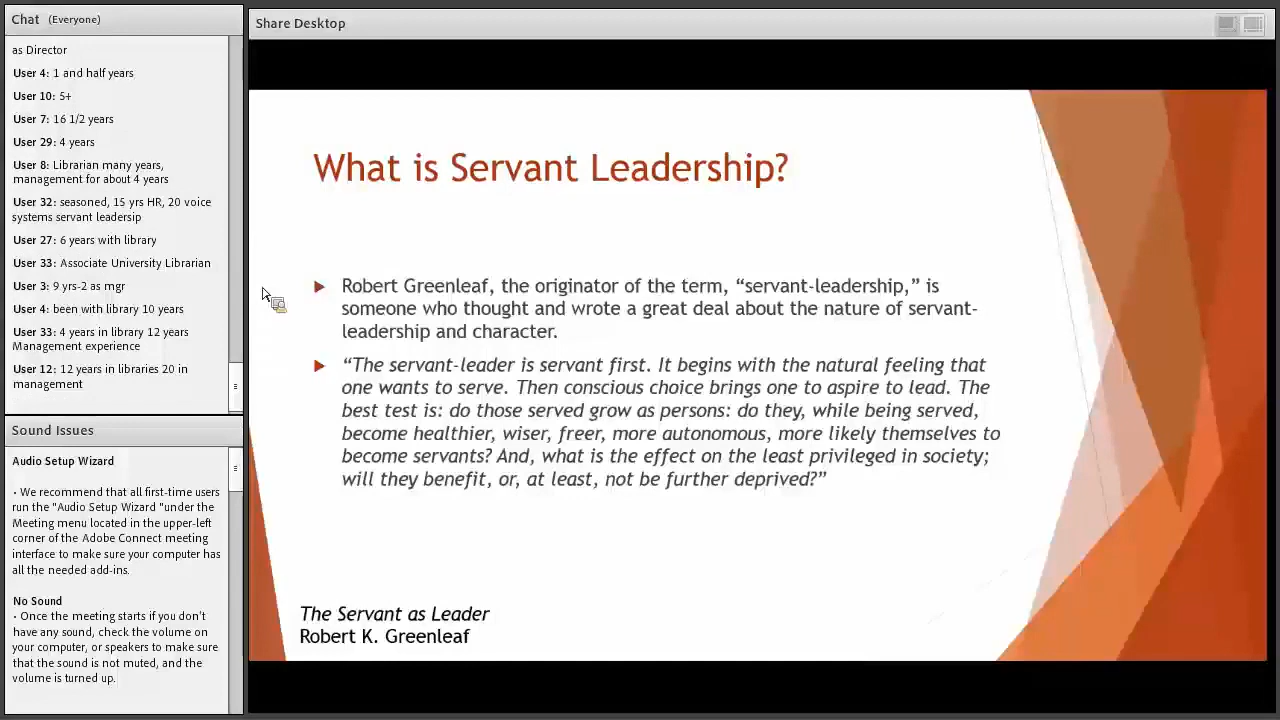 Chat (Everyone)
as Director
User 4: 1 and half years
User 10: 5+
User 7: 16 1/2 years
User 29: 4 years
User 8: Librarian many years,
management for about 4 years
User 32: seasoned, 15 yrs HR, 20 voice
systems servant leadersip
User 27: 6 years with library
User 33: Associate University Librarian
User 3: 9 yrs-2 as mgr
User 4: been with library 10 years
User 33: 4 years in library 12 years
Management experience
User 12: 12 years in libraries 20 in
management
Sound Issues
Audio Setup Wizard
• We recommend that all first-time users
run the "Audio Setup Wizard "under the
Meeting menu located in the upper-left
corner of the Adobe Connect meeting
interface to make sure your computer has
all the needed add-ins.
No Sound
• Once the meeting starts if you don't
have any sound, check the volume on
your computer, or speakers to make sure
that the sound is not muted, and the
volume is turned up.
Share Desktop
What is Servant Leadership?
Robert Greenleaf, the originator of the term, “servant-leadership,” is
someone who thought and wrote a great deal about the nature of servant-
leadership and character.
“The servant-leader is servant first. It begins with the natural feeling that
one wants to serve. Then conscious choice brings one to aspire to lead. The
best test is: do those served grow as persons: do they, while being served,
become healthier, wiser, freer, more autonomous, more likely themselves to
become servants? And, what is the effect on the least privileged in society;
will they benefit, or, at least, not be further deprived?”
The Servant as Leader
Robert K. Greenleaf